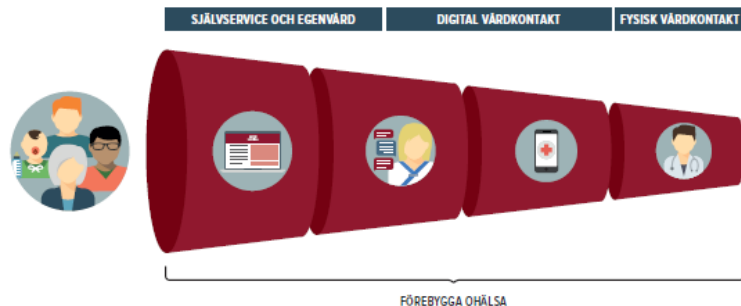 SJÄLVSERVICE OCH EGENVÅRD
DIGITAL VÅRDKONTAKT
FYSISK VÅRDKONTAKT
FÖREBYGGA OHÄLSA